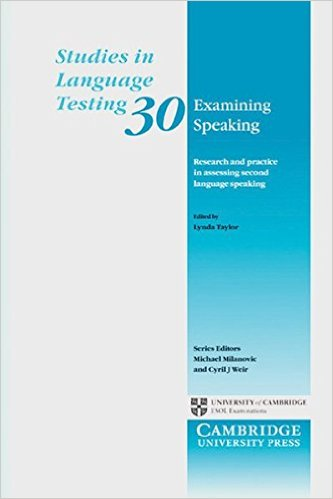 Studies in
Language
Testing 30
Examining
Speaking
Research and practice
in assessing second
language speaking
Edited by
Lynda Taylor
Series Editors
Michael Milanovic
and Cyril J Weir
UNIVERSITY of CAMBRIDGE
ESOL Examinations
CAMBRIDGE
UNIVERSITY PRESS